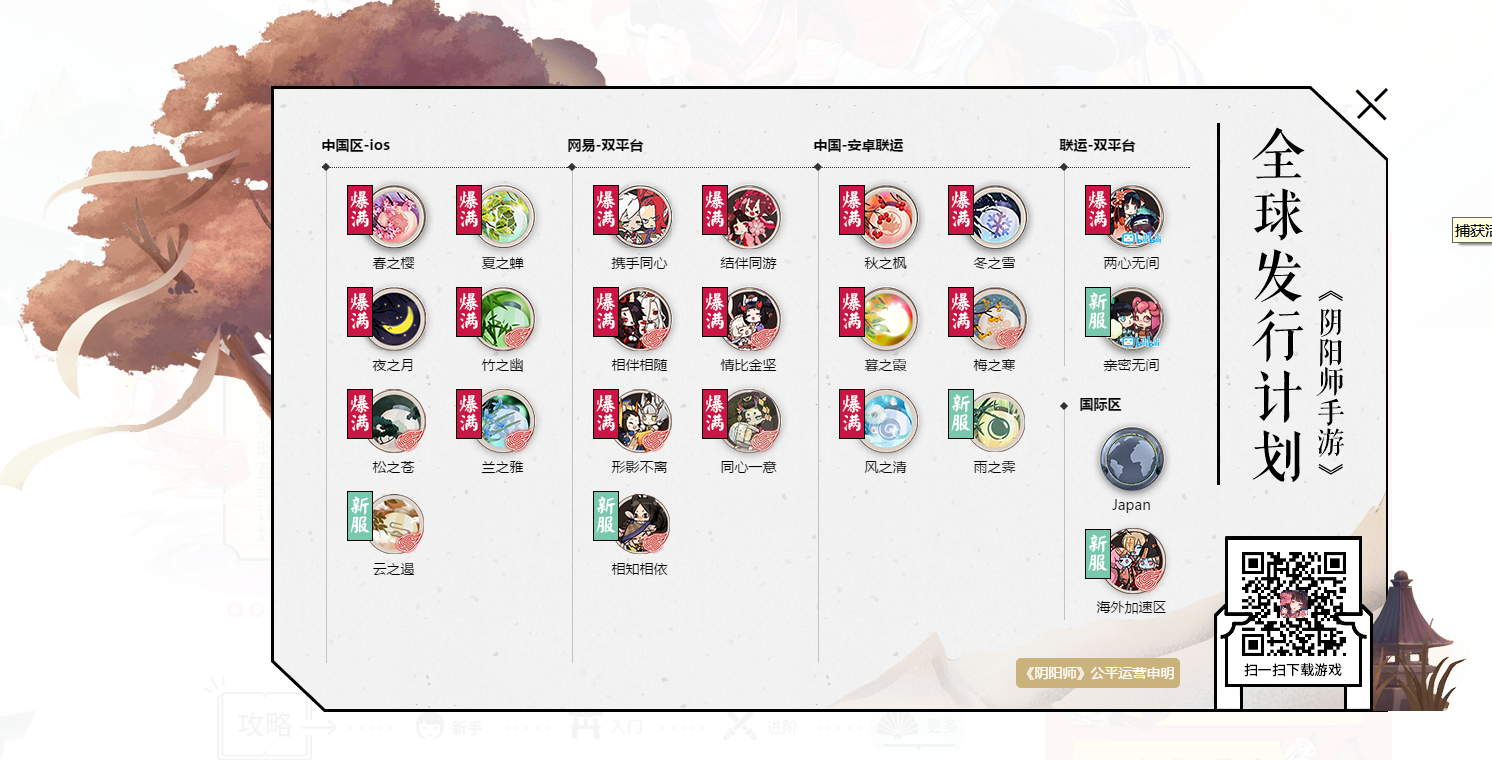 中国区-ios
爆满
春之樱
爆满
夏之蝉
爆满
夜之月
爆满
竹之幽
爆满
松之苍
爆满
兰之雅
新服
云之遏
网易-双平台
爆满
携手同心
爆满
结伴同游
爆满
相伴相随
爆满
情比金坚
爆满
形影不离
爆满
同心一意
新服
相知相依
中国-安卓联运
爆满
秋之枫
爆满
冬之雪
爆满
暮之霞
爆满
梅之寒
爆满
风之清
新服
雨之霁
联运-双平台
爆满
bilibili
两心无间
新服
bilibili
亲密无间
国际区
Japan
新服
海外加速区
《阴阳师》公平运营申明
全球发行计划
《阴阳师手游》
扫一扫下载游戏
捕获活
攻略
新手
入门
进阶
更多